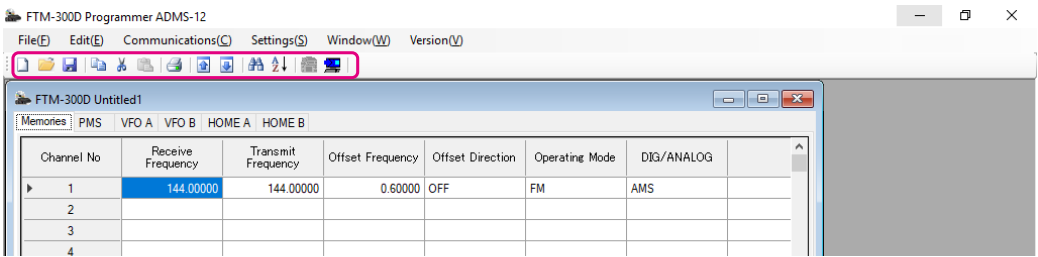 FTM-300D Programmer ADMS-12
File(F) Edit(E) Communications(C) Settings(S) Window(W) Version(V)
FTM-300D Untitled1
Memories PMS VFO A VFO B HOME A HOME B
Channel No Receive Frequency Transmit Frequency Offset Frequency Offset Direction Operating Mode DIG/ANALOG
1 144.00000 144.00000 0.60000 OFF FM AMS
2
3
4